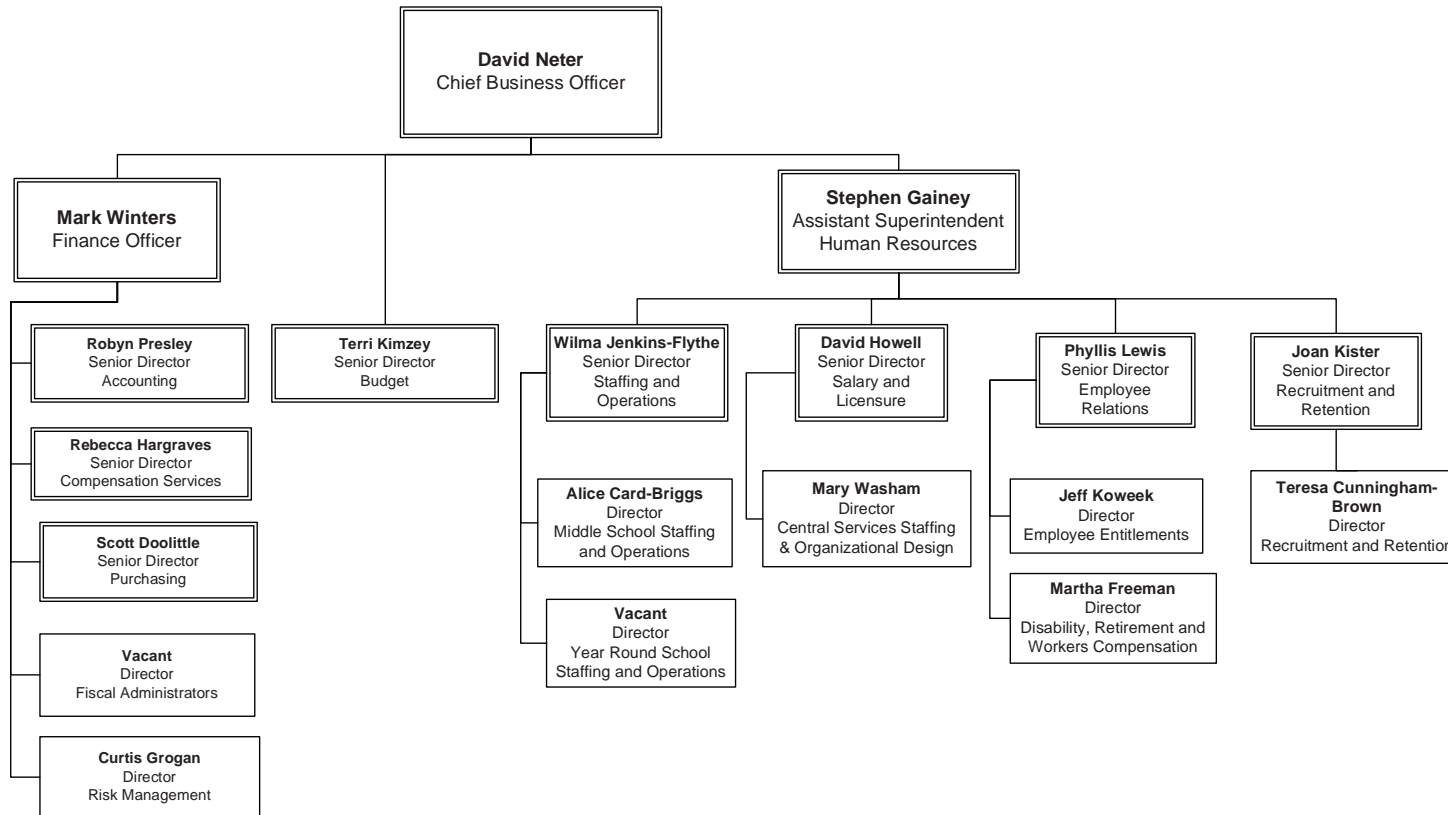 David Neter
Chief Business Officer
Mark Winters
Finance Officer
Stephen Gainey
Assistant Superintendent
Human Resources
Robyn Presley
Senior Director
Accounting
Rebecca Hargraves
Senior Director
Compensation Services
Scott Doolittle
Senior Director
Purchasing
Vacant
Director
Fiscal Administrators
Curtis Grogan
Director
Risk Management
Terri Kimzey
Senior Director
Budget
Wilma Jenkins-Flythe
Senior Director
Staffing and
Operations
Alice Card-Briggs
Director
Middle School Staffing
and Operations
Vacant
Director
Year Round School
Staffing and Operations
David Howell
Senior Director
Salary and
Licensure
Mary Washam
Director
Central Services Staffing
& Organizational Design
Phyllis Lewis
Senior Director
Employee
Relations
Jeff Koweek
Director
Employee Entitlements
Martha Freeman
Director
Disability, Retirement and
Workers Compensation
Joan Kister
Senior Director
Recruitment and
Retention
Teresa Cunningham-
Brown
Director
Recruitment and Retention